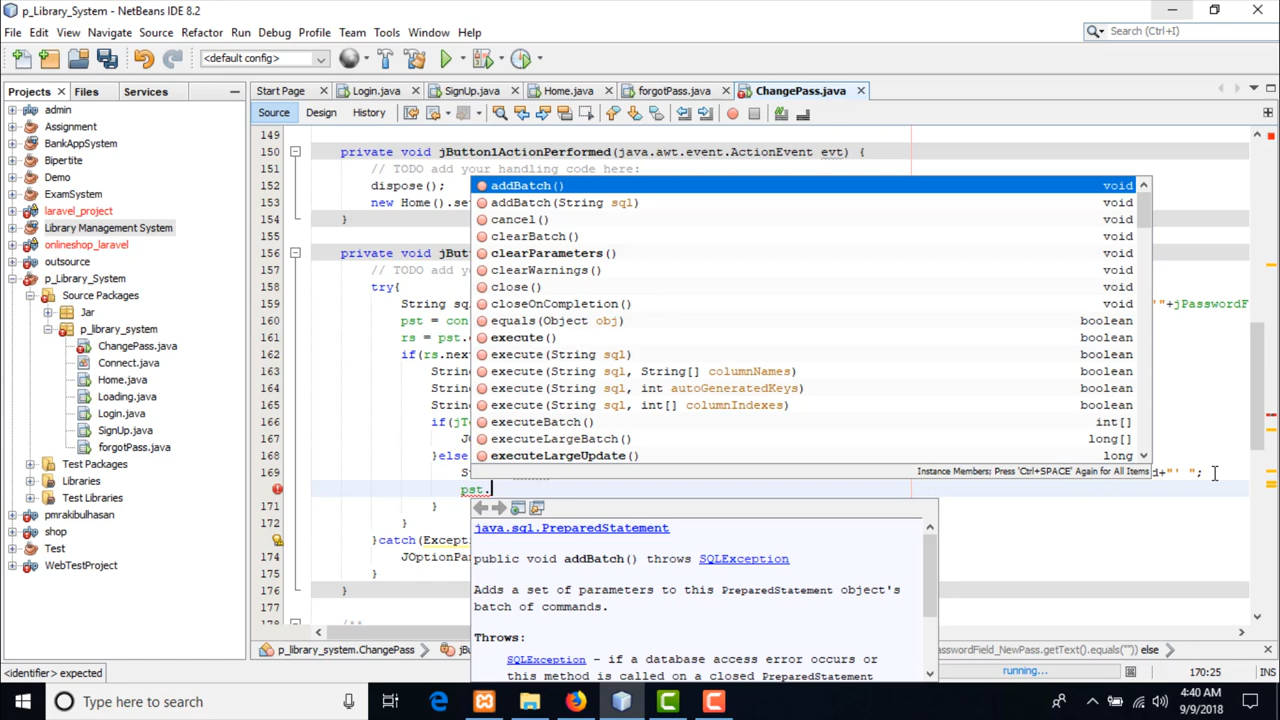 p_Library_System - NetBeans IDE 8.2
File Edit View Navigate Source Refactor Run Debug Profile Team Tools Window Help
Search (Ctrl+I)
<default config>
Projects Files Services
Start Page Login.java SignUp.java Home.java forgotPass.java ChangePass.java
Source Design History
admin
Assignment
BankAppSystem
Bipertite
Demo
ExamSystem
laravel_project
Library Management System
onlineshop_laravel
outsource
p_Library_System
Source Packages
Jar
p_library_system
ChangePass.java
Connect.java
Home.java
Loading.java
Login.java
SignUp.java
forgotPass.java
Test Packages
Libraries
Test Libraries
pmrakibulhasan
shop
Test
WebTestProject
149
150 private void jButton1ActionPerformed(java.awt.event.ActionEvent evt) {
151 // TODO add your handling code here:
152 dispose();
153 new Home().set
154 }
155
156 private void jBut
157 // TODO add yo
158 try{
159 String sq '"+jPasswordF
160 pst = con
161 rs = pst.
162 if(rs.nex
163 Strin
164 Strin
165 Strin
166 if(jTe
167 JO
168 }else
169 S d+"' ";
pst.
171 }
172 }
}catch(Except
174 JOptionPa
175 }
176 }
177
178 /**
addBatch() void
addBatch(String sql) void
cancel() void
clearBatch() void
clearParameters() void
clearWarnings() void
close() void
closeOnCompletion() void
equals(Object obj) boolean
execute() boolean
execute(String sql) boolean
execute(String sql, String[] columnNames) boolean
execute(String sql, int autoGeneratedKeys) boolean
execute(String sql, int[] columnIndexes) boolean
executeBatch() int[]
executeLargeBatch() long[]
executeLargeUpdate() long
Instance Members; Press 'Ctrl+SPACE' Again for All Items
java.sql.PreparedStatement
public void addBatch() throws SQLException
Adds a set of parameters to this PreparedStatement object's
batch of commands.
Throws:
SQLException - if a database access error occurs or
this method is called on a closed PreparedStatement
p_library_system.ChangePass jB PasswordField_NewPass.getText().equals("")) else
<identifier> expected running... 170:25 INS
Type here to search
4:40 AM
9/9/2018